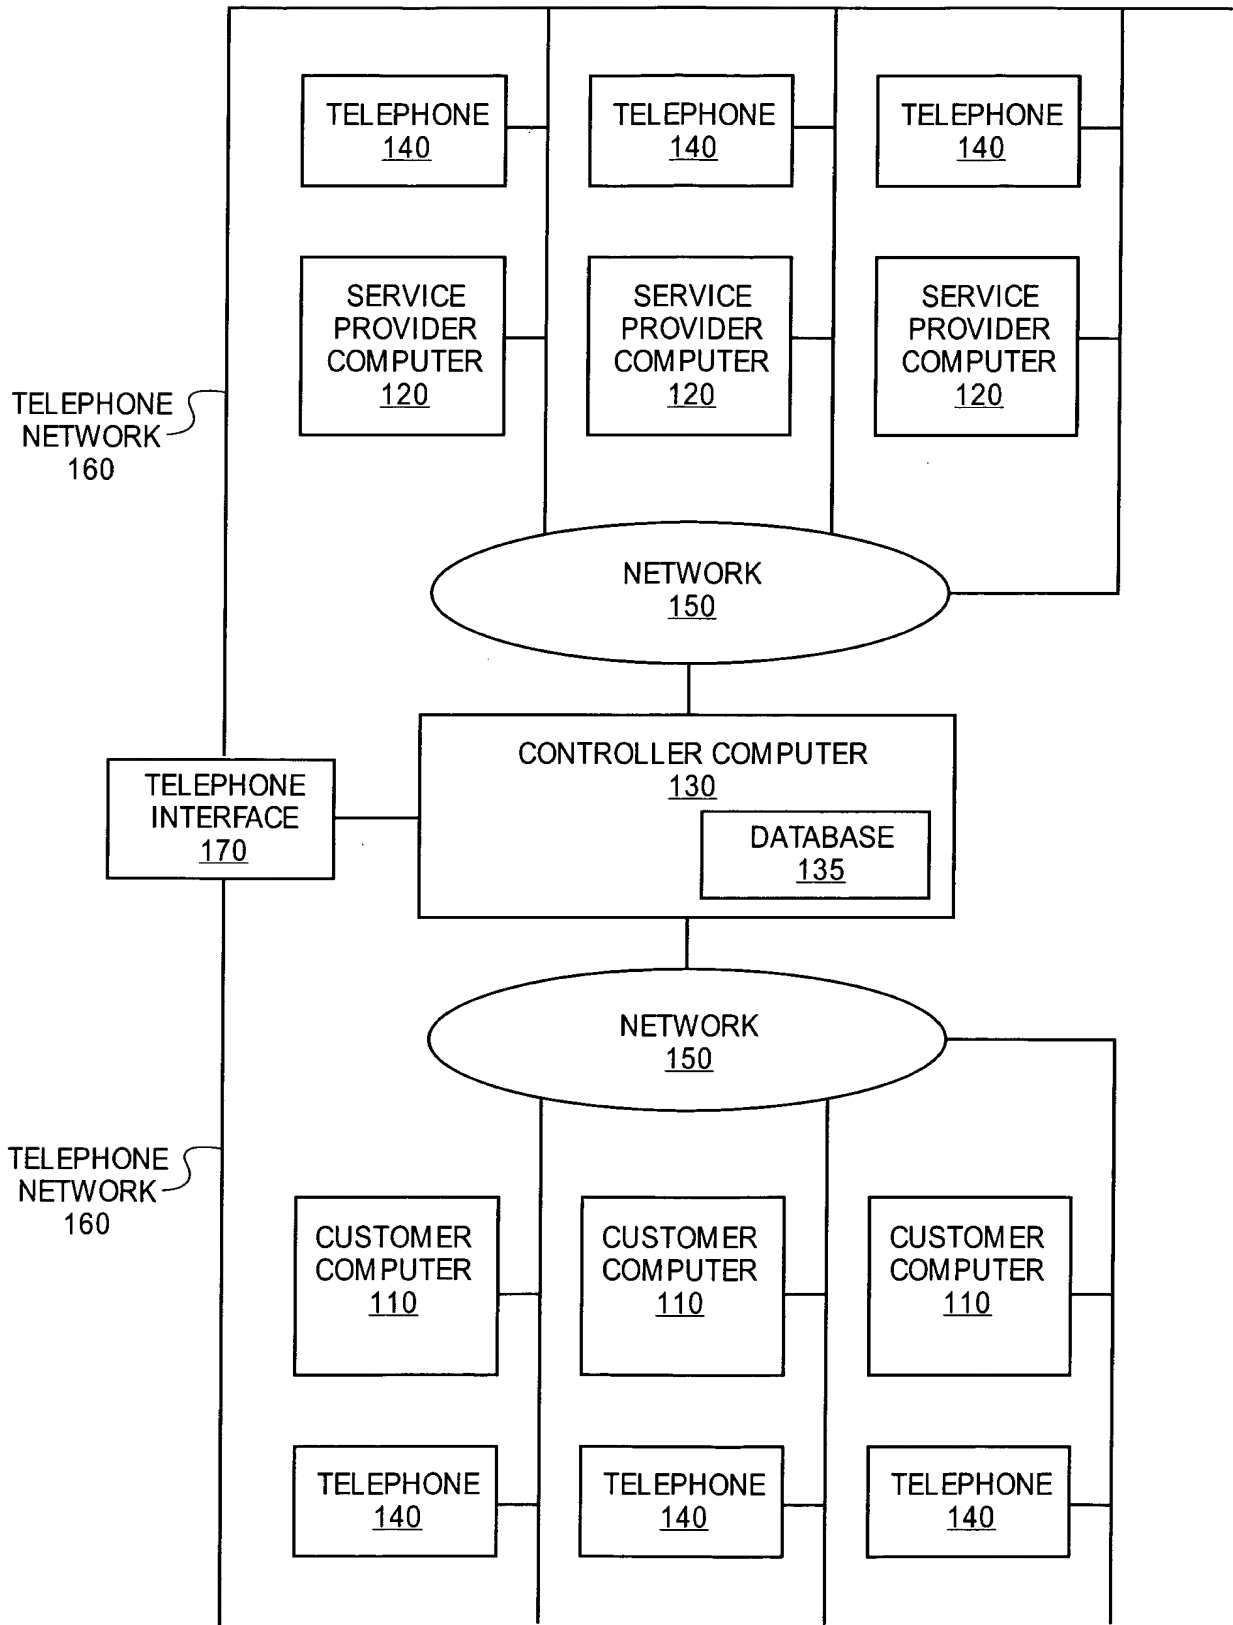 TELEPHONE
140
TELEPHONE
140
TELEPHONE
140
SERVICE
PROVIDER
COMPUTER
120
SERVICE
PROVIDER
COMPUTER
120
SERVICE
PROVIDER
COMPUTER
120
TELEPHONE
NETWORK
160
NETWORK
150
CONTROLLER COMPUTER
130
DATABASE
135
TELEPHONE
INTERFACE
170
NETWORK
150
TELEPHONE
NETWORK
160
CUSTOMER
COMPUTER
110
CUSTOMER
COMPUTER
110
CUSTOMER
COMPUTER
110
TELEPHONE
140
TELEPHONE
140
TELEPHONE
140